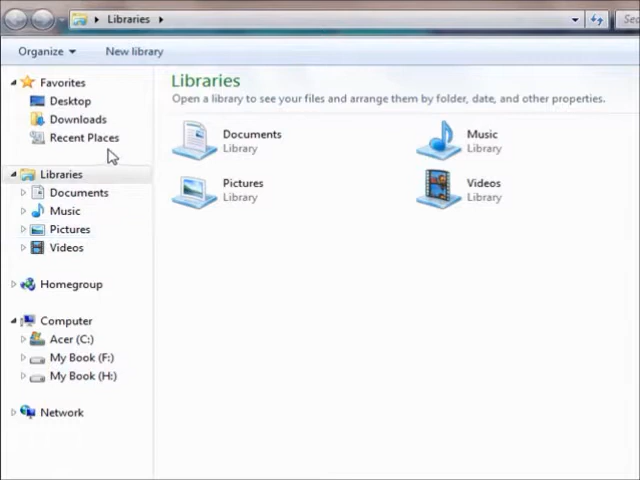 Libraries
Sea
Organize
New library
Favorites
Desktop
Downloads
Recent Places
Libraries
Documents
Music
Pictures
Videos
Homegroup
Computer
Acer (C:)
My Book (F:)
My Book (H:)
Network
Libraries
Open a library to see your files and arrange them by folder, date, and other properties.
Documents
Library
Music
Library
Pictures
Library
Videos
Library